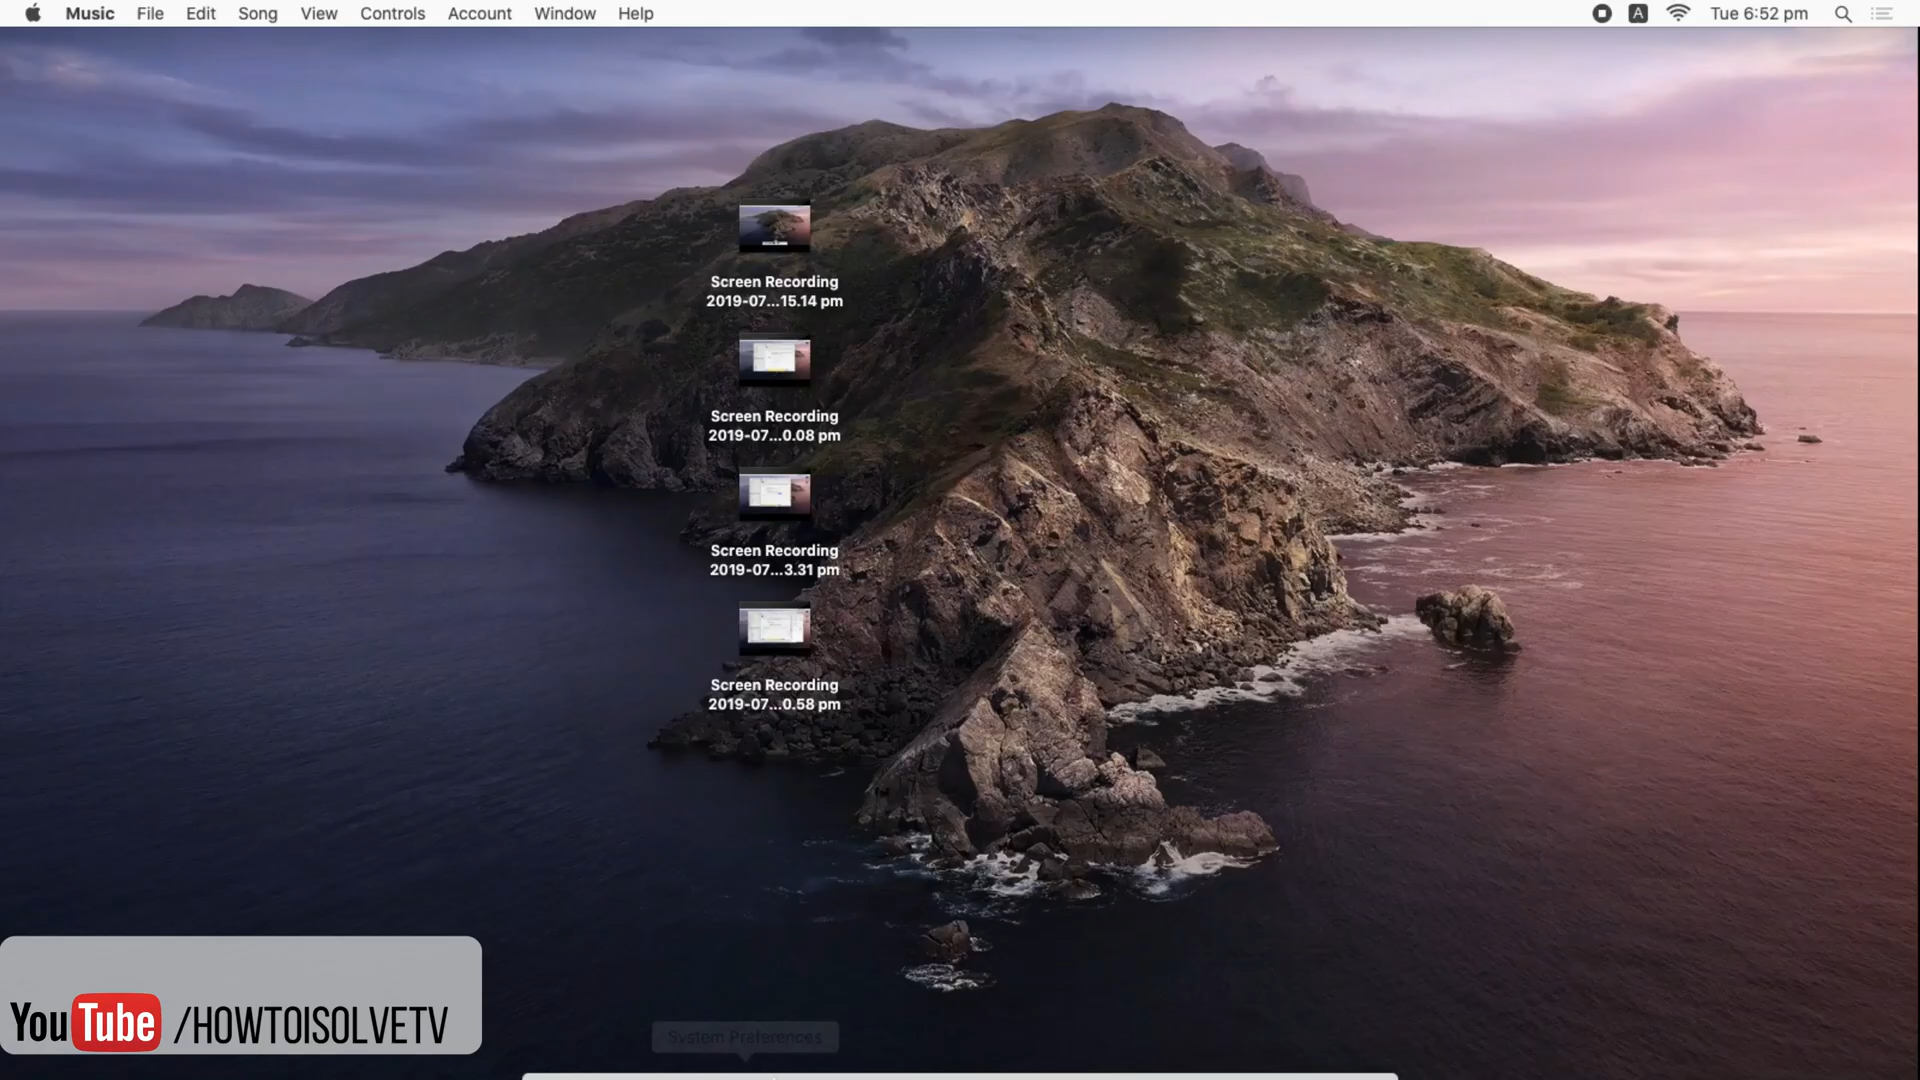 Music File Edit Song View Controls Account Window Help A Tue 6:52 pm
Screen Recording
2019-07...15.14 pm
Screen Recording
2019-07...0.08 pm
Screen Recording
2019-07...3.31 pm
Screen Recording
2019-07...0.58 pm
System Preferences
YouTube /HOWTOISOLVETV